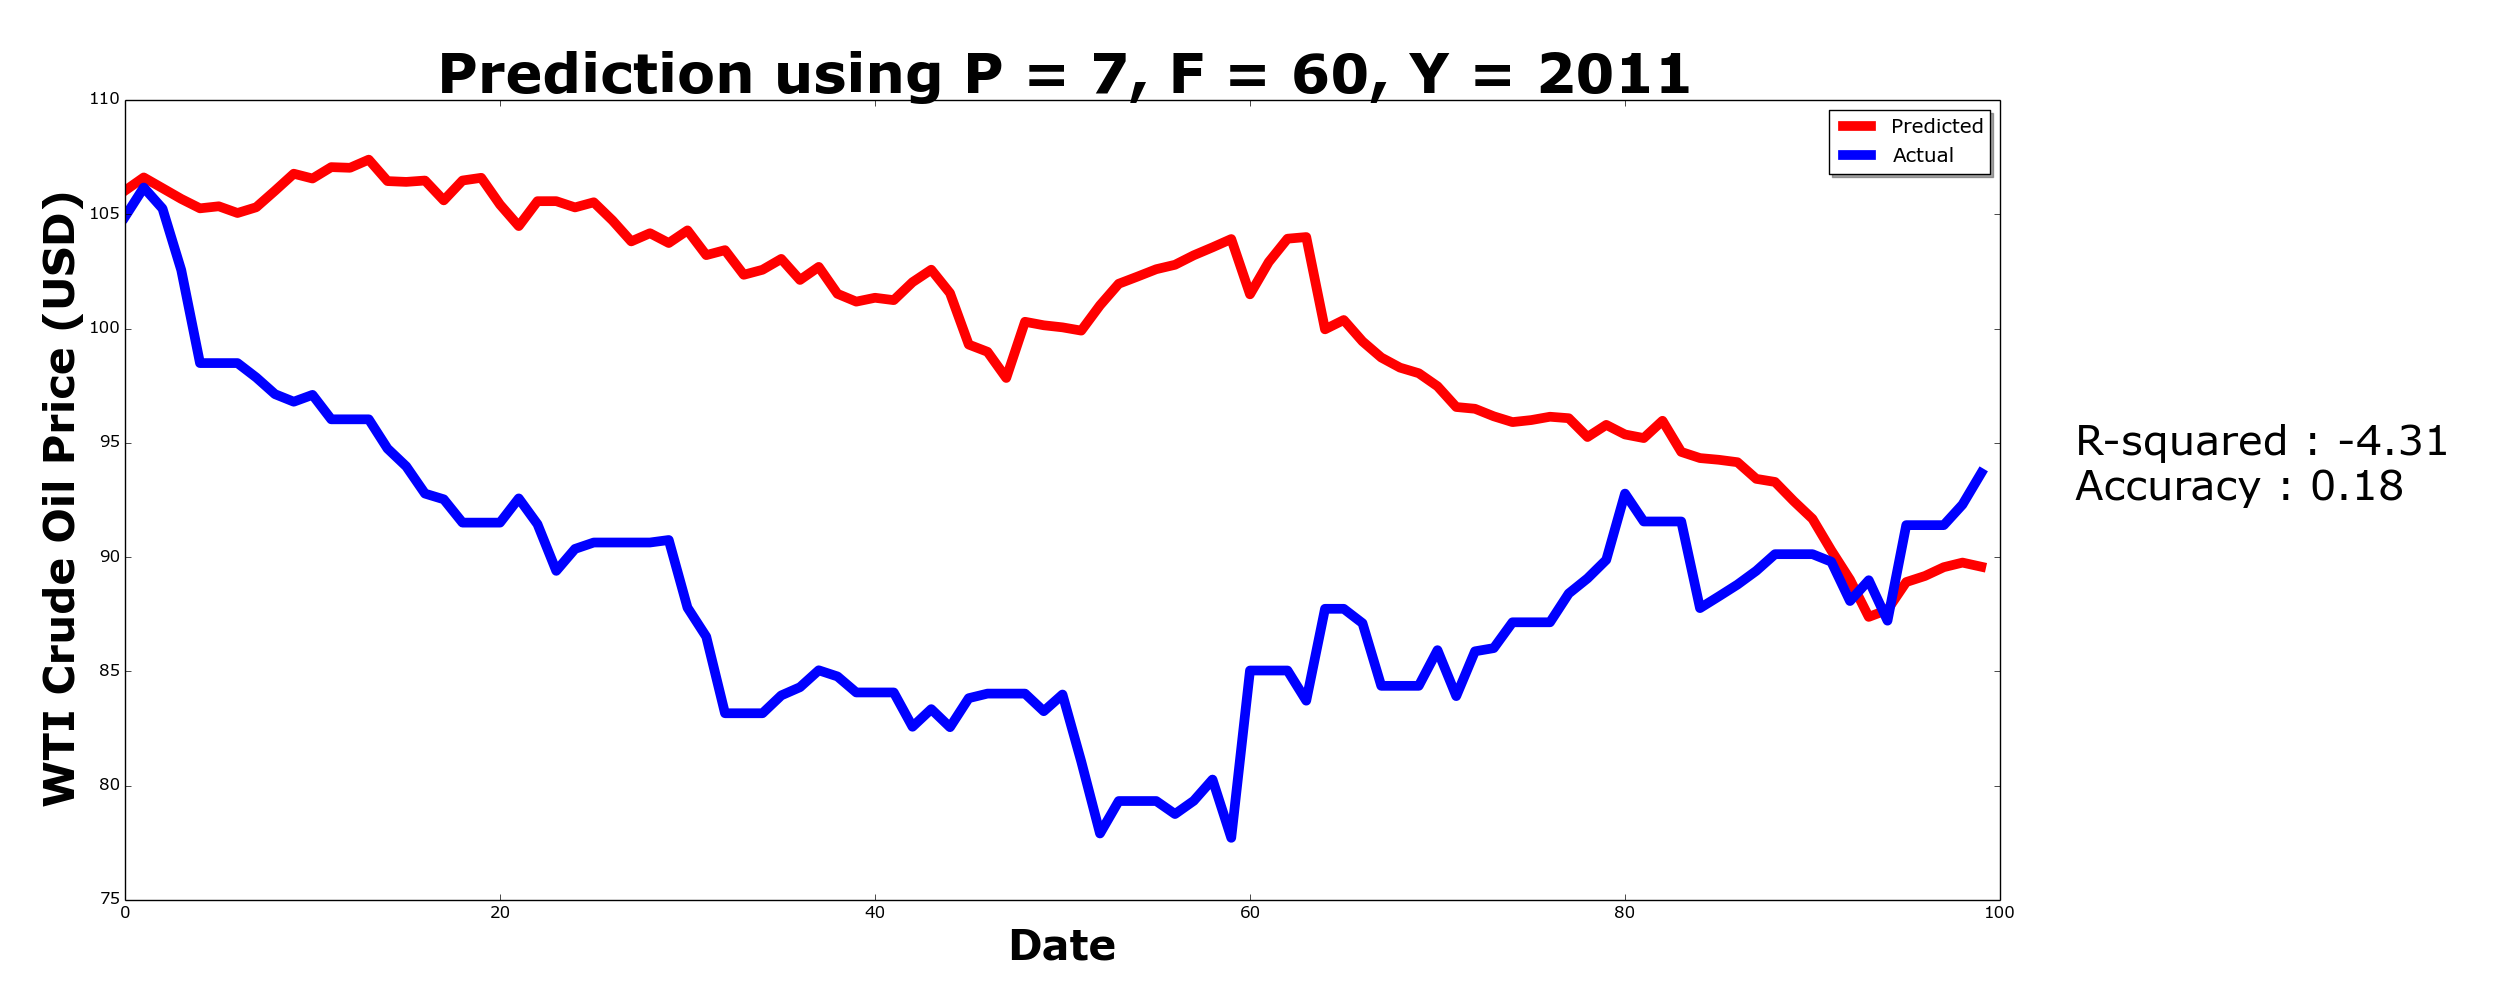 Prediction using P = 7, F = 60, Y = 2011
110
105
100
95
90
85
80
75
WTI Crude Oil Price (USD)
Predicted
Actual
R-squared : -4.31
Accuracy : 0.18
0 20 40 60 80 100
Date